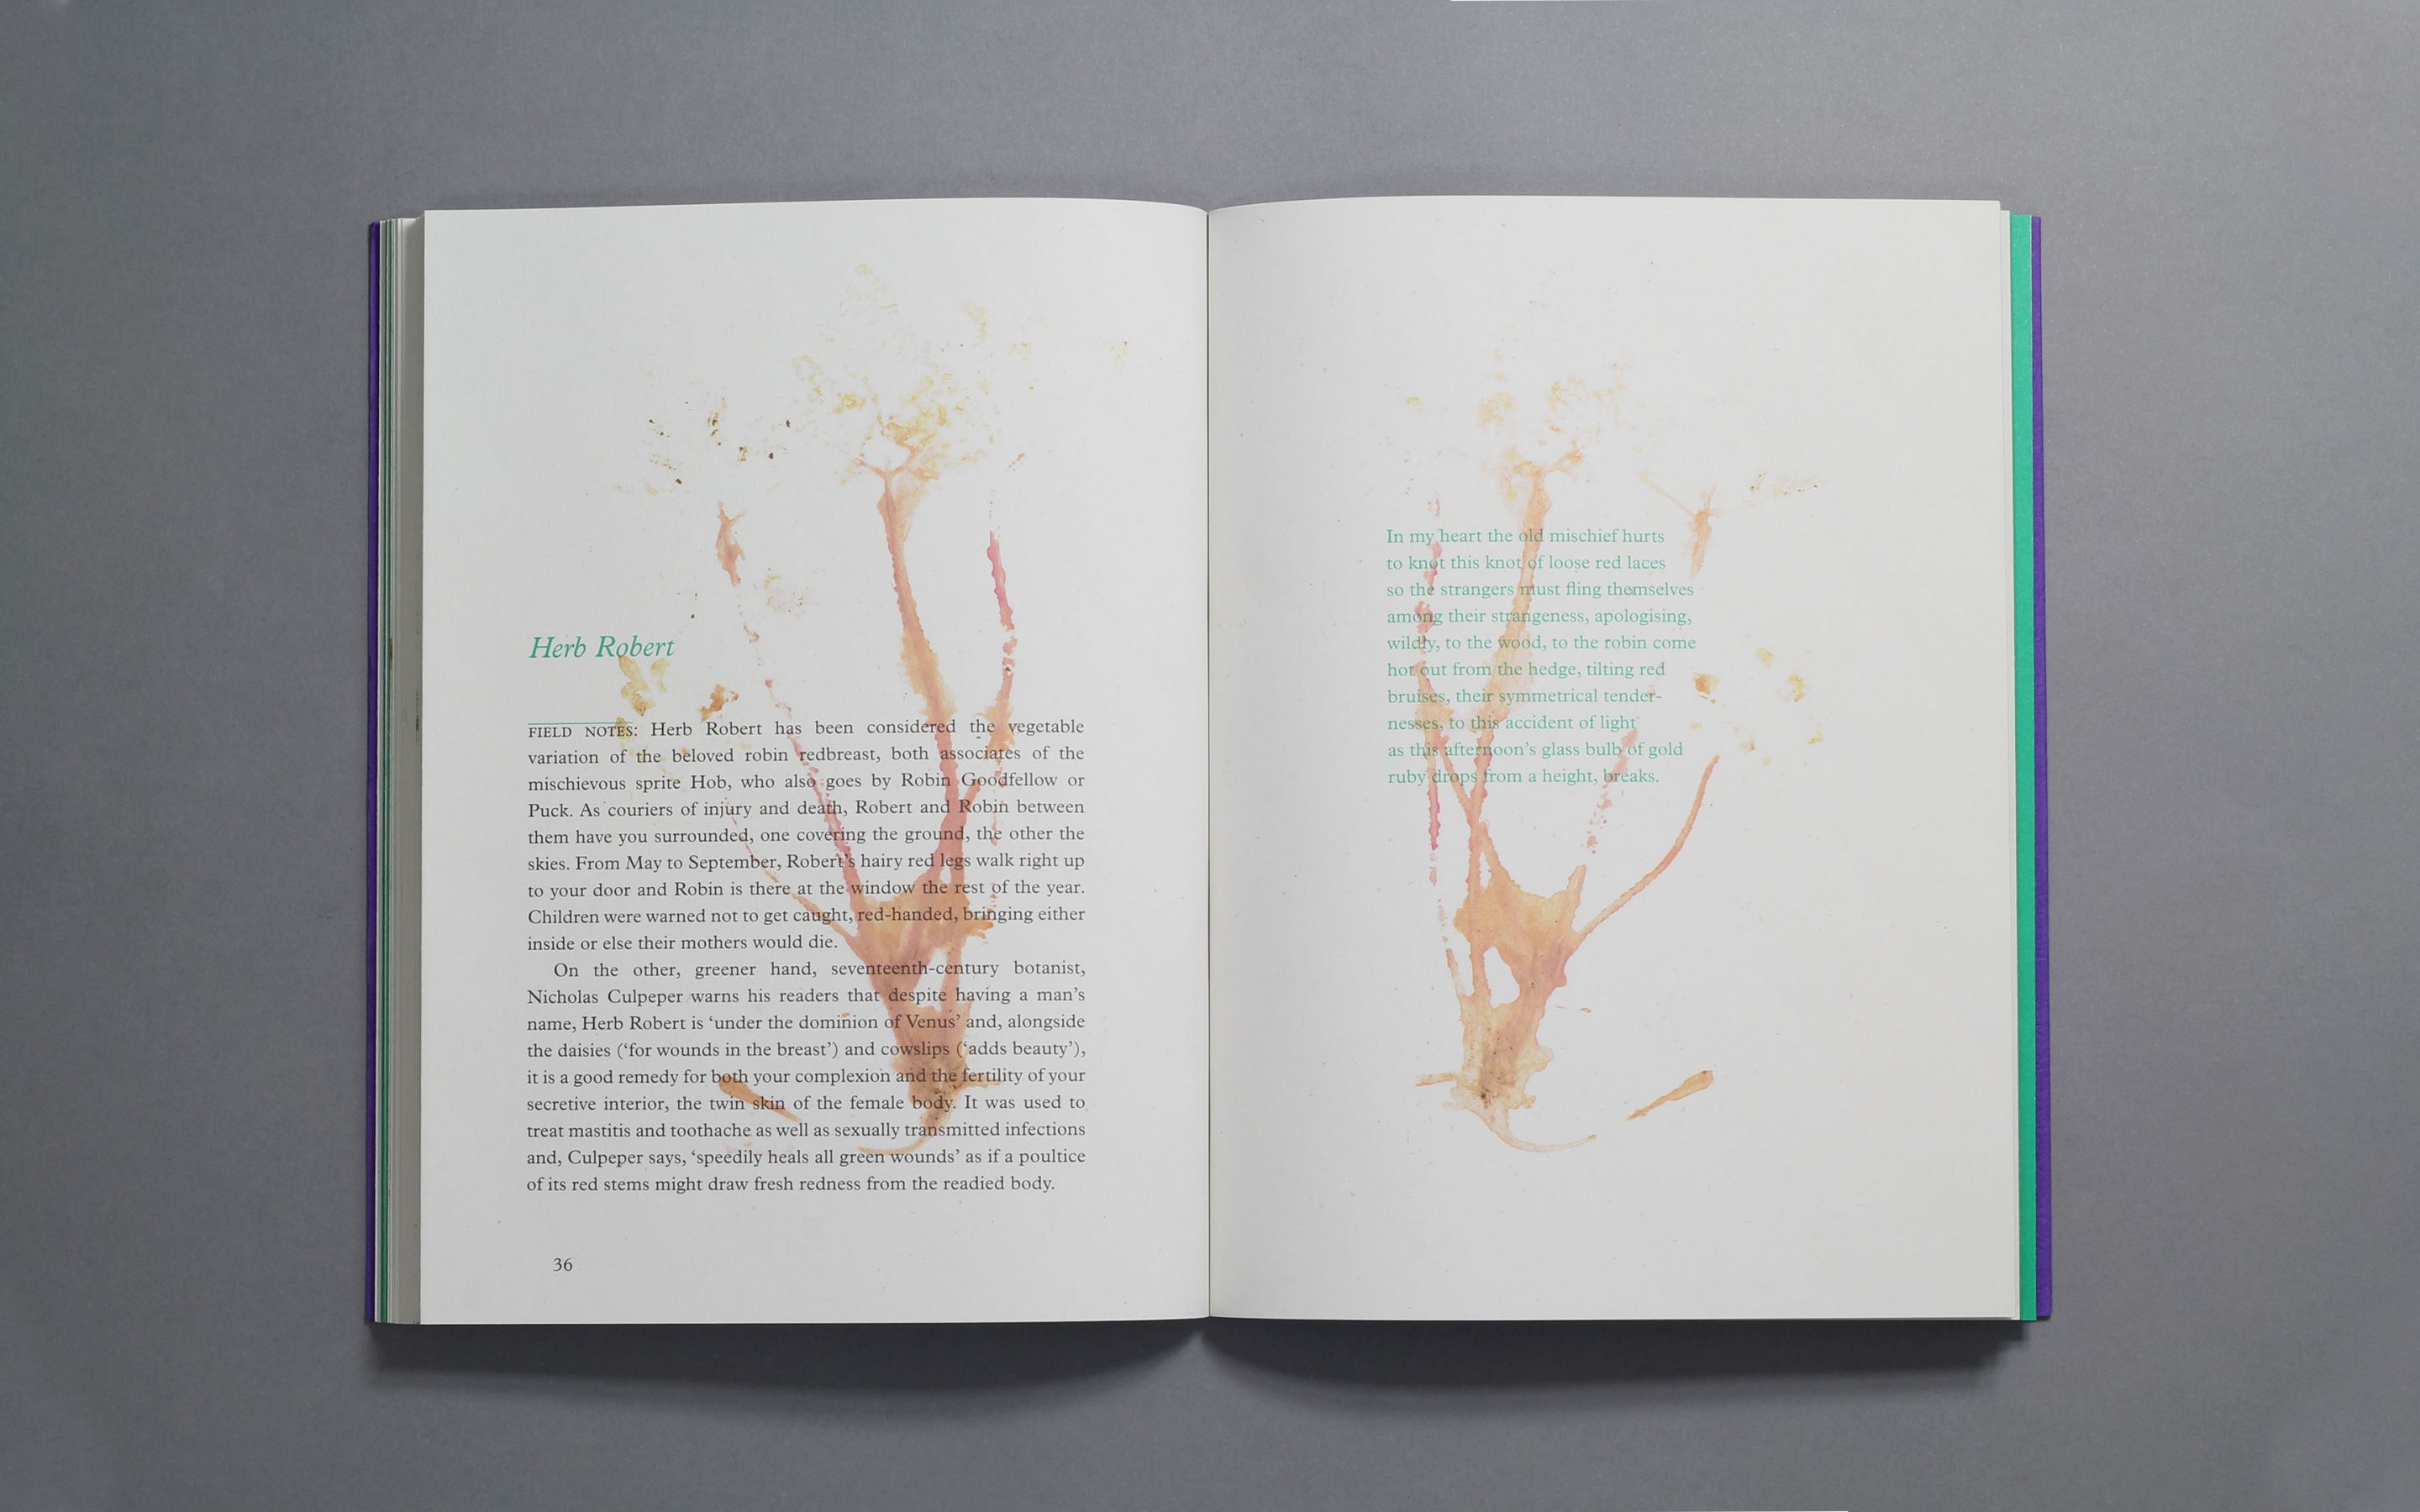 Herb Robert
FIELD NOTES: Herb Robert has been considered the vegetable
variation of the beloved robin redbreast, both associates of the
mischievous sprite Hob, who also goes by Robin Goodfellow or
Puck. As couriers of injury and death, Robert and Robin between
them have you surrounded, one covering the ground, the other the
skies. From May to September, Robert’s hairy red legs walk right up
to your door and Robin is there at the window the rest of the year.
Children were warned not to get caught, red-handed, bringing either
inside or else their mothers would die.
On the other, greener hand, seventeenth-century botanist,
Nicholas Culpeper warns his readers that despite having a man’s
name, Herb Robert is ‘under the dominion of Venus’ and, alongside
the daisies (‘for wounds in the breast’) and cowslips (‘adds beauty’),
it is a good remedy for both your complexion and the fertility of your
secretive interior, the twin skin of the female body. It was used to
treat mastitis and toothache as well as sexually transmitted infections
and, Culpeper says, ‘speedily heals all green wounds’ as if a poultice
of its red stems might draw fresh redness from the readied body.
36
In my heart the old mischief hurts
to knot this knot of loose red laces
so the strangers must fling themselves
among their strangeness, apologising,
wildly, to the wood, to the robin come
hot out from the hedge, tilting red
bruises, their symmetrical tender-
nesses, to this accident of light
as this afternoon’s glass bulb of gold
ruby drops from a height, breaks.